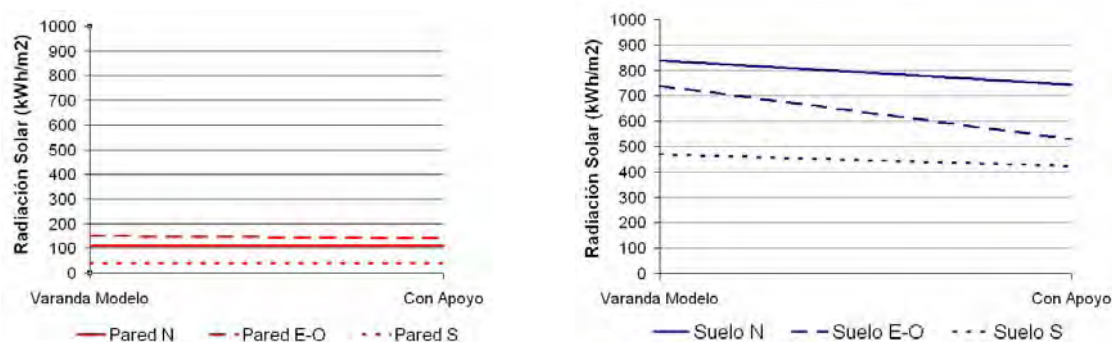 Radiación Solar (kWh/m2)
1000
900
800
700
600
500
400
300
200
100
0
Varanda Modelo
Con Apoyo
Pared N
Pared E-O
Pared S
Radiación Solar (kWh/m2)
1000
900
800
700
600
500
400
300
200
100
0
Varanda Modelo
Con Apoyo
Suelo N
Suelo E-O
Suelo S